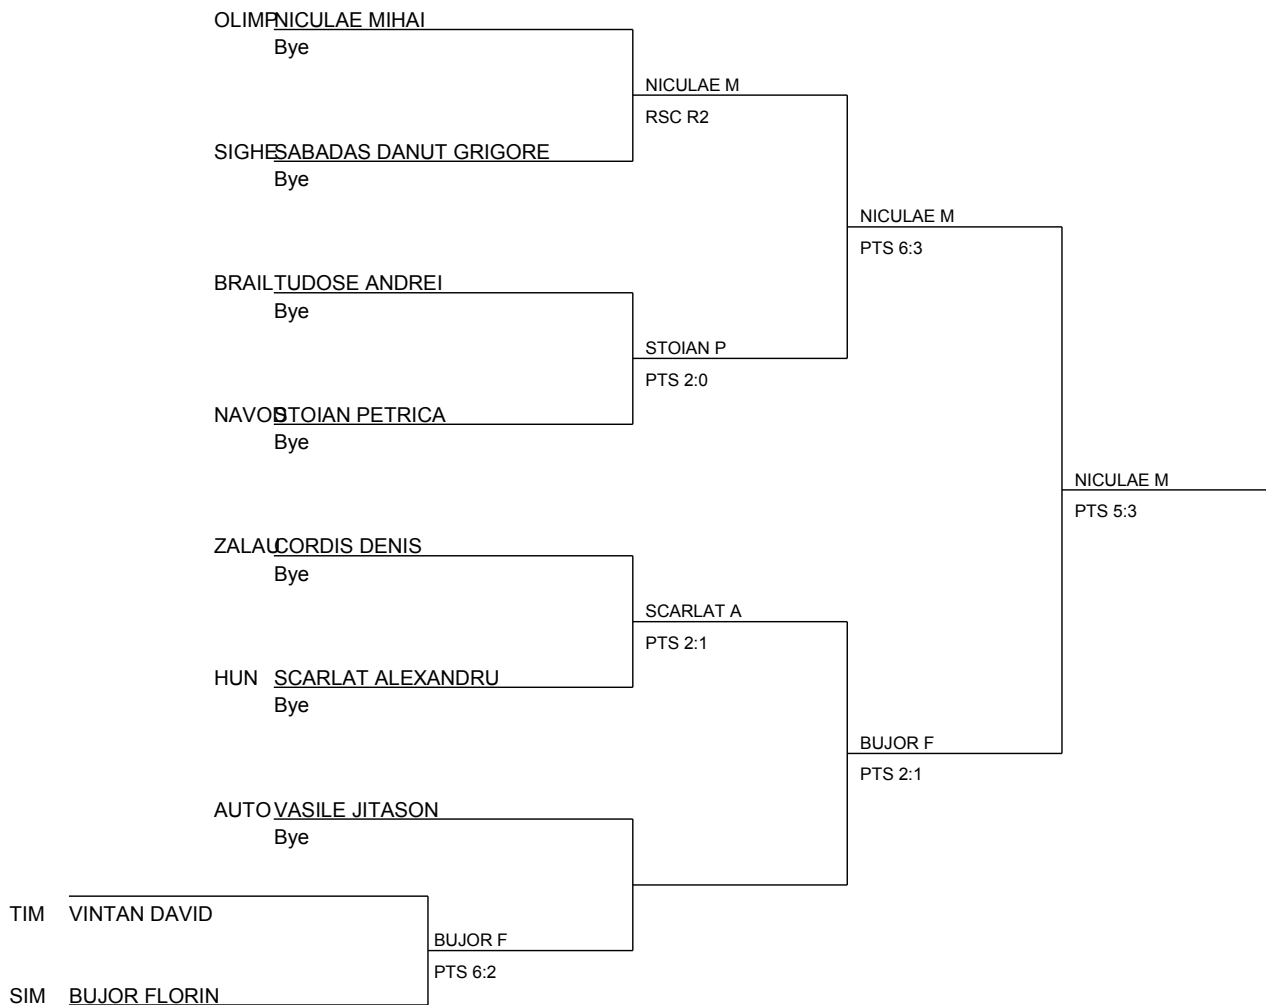 OLIMP NICULAE MIHAI
Bye
NICULAE M
RSC R2
SIGHE SABADAS DANUT GRIGORE
Bye
NICULAE M
PTS 6:3
BRAIL TUDOSE ANDREI
Bye
STOIAN P
PTS 2:0
NAVOD STOIAN PETRICA
Bye
NICULAE M
PTS 5:3
ZALAU CORDIS DENIS
Bye
SCARLAT A
PTS 2:1
HUN SCARLAT ALEXANDRU
Bye
BUJOR F
PTS 2:1
AUTO VASILE JITASON
Bye
TIM VINTAN DAVID
BUJOR F
PTS 6:2
SIM BUJOR FLORIN